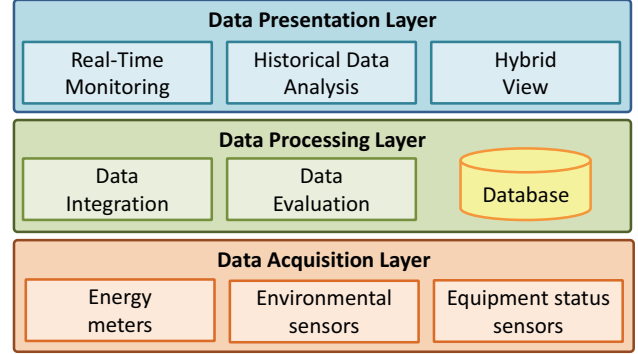 Data Presentation Layer
Real-Time
Monitoring
Historical Data
Analysis
Hybrid
View
Data Processing Layer
Data
Integration
Data
Evaluation
Database
Data Acquisition Layer
Energy
meters
Environmental
sensors
Equipment status
sensors